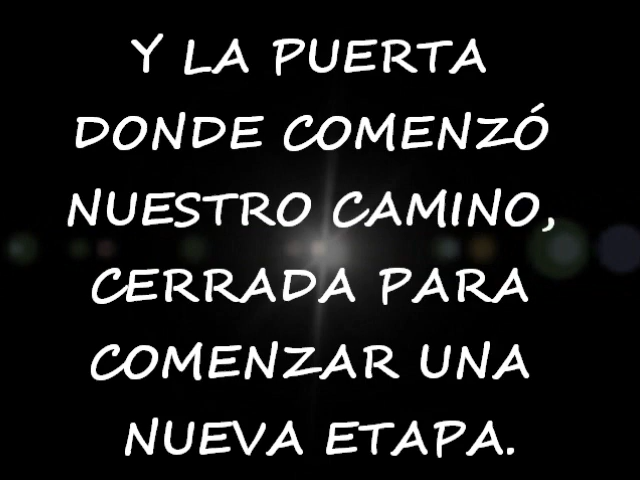 Y LA PUERTA
DONDE COMENZÓ
NUESTRO CAMINO,
CERRADA PARA
COMENZAR UNA
NUEVA ETAPA.